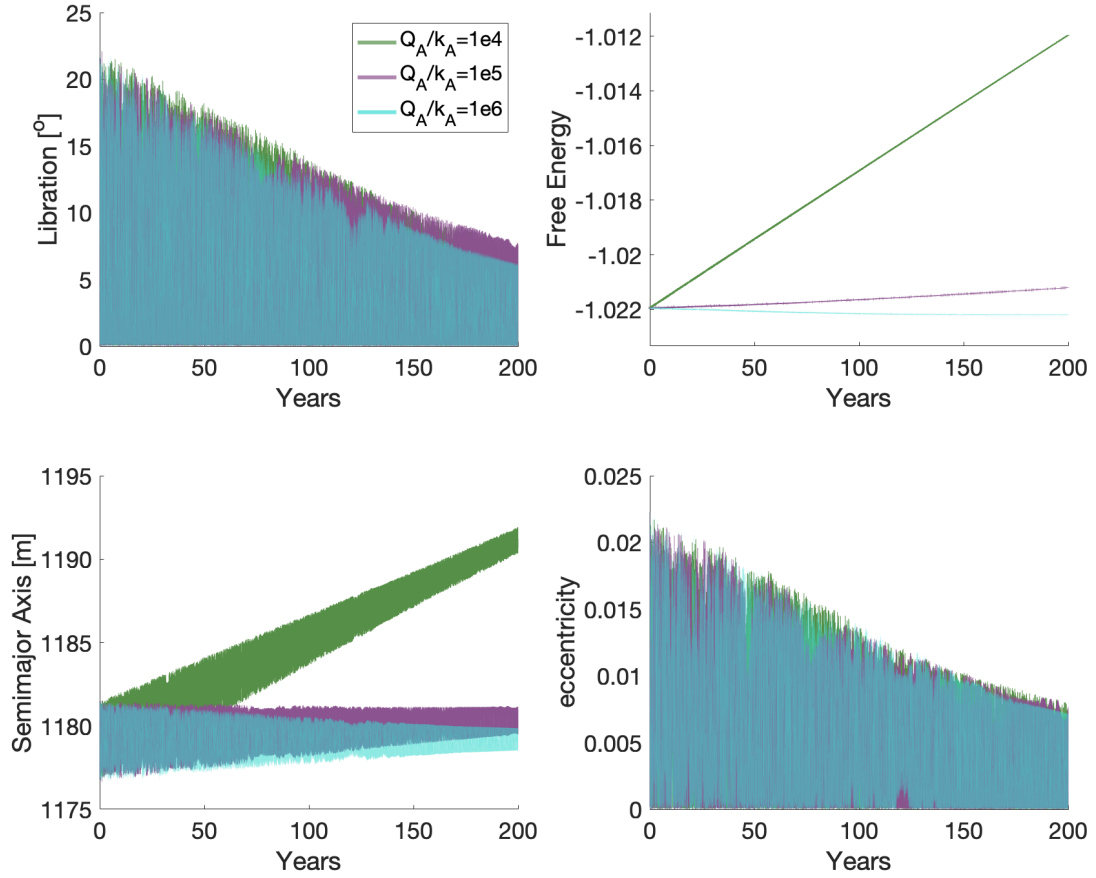 25
20
15
10
5
0
Libration [°]
0 50 100 150 200
Years
Q_A/k_A=1e4
Q_A/k_A=1e5
Q_A/k_A=1e6
-1.012
-1.014
-1.016
-1.018
-1.02
-1.022
Free Energy
0 50 100 150 200
Years
1195
1190
1185
1180
1175
Semimajor Axis [m]
0 50 100 150 200
Years
0.025
0.02
0.015
0.01
0.005
0
eccentricity
0 50 100 150 200
Years